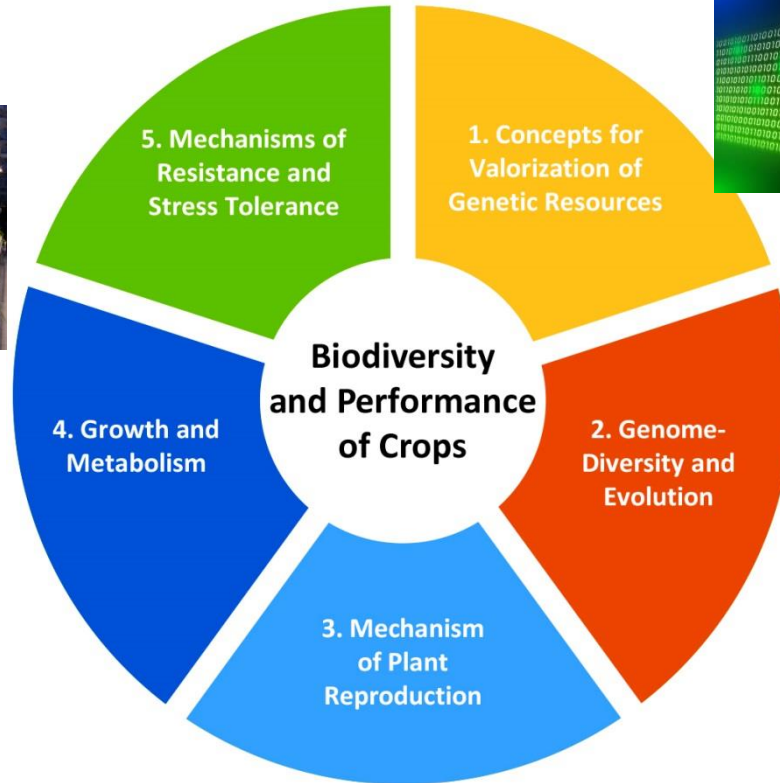 5. Mechanisms of
Resistance and
Stress Tolerance
1. Concepts for
Valorization of
Genetic Resources
Biodiversity
and Performance
of Crops
4. Growth and
Metabolism
2. Genome-
Diversity and
Evolution
3. Mechanism
of Plant
Reproduction